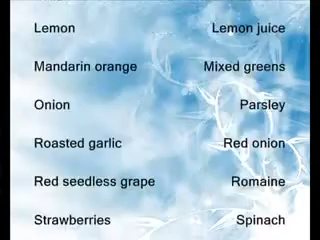 Lemon
Lemon juice
Mandarin orange
Mixed greens
Onion
Parsley
Roasted garlic
Red onion
Red seedless grape
Romaine
Strawberries
Spinach